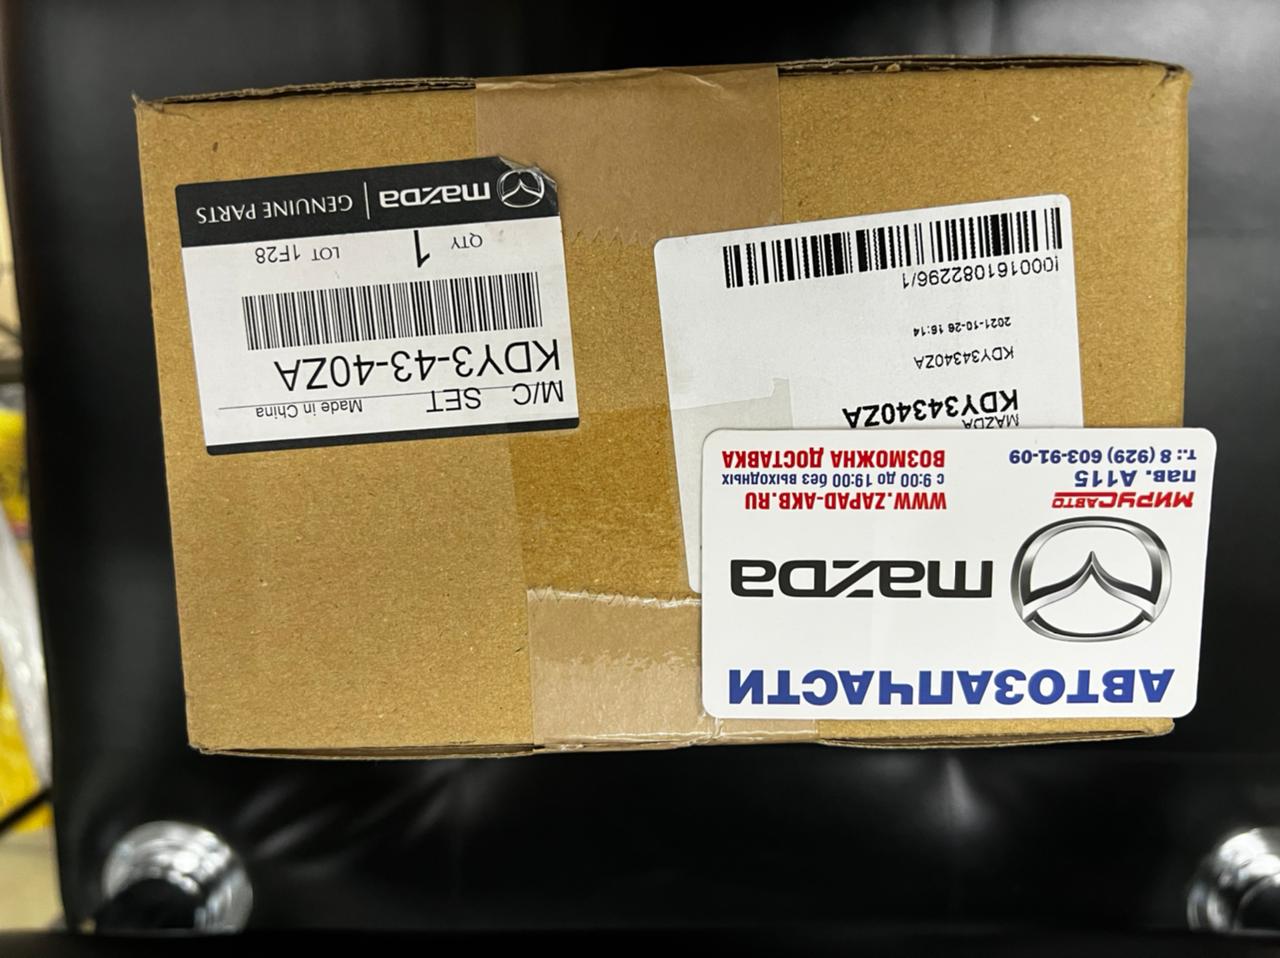 АВТОЗАПЧАСТИ
mazda
МИРУСАВТО
пав. А115
т.: 8 (929) 603-91-09
WWW.ZAPAD-AKB.RU
с 9:00 до 19:00 без выходных
ВОЗМОЖНА ДОСТАВКА
MAZDA
KDY34340ZA
KDY34340ZA
2021-10-26 16:14
!000161082296/1
M/C SET Made in China
KDY3-43-40ZA
QTY 1 LOT 1F28
mazda GENUINE PARTS